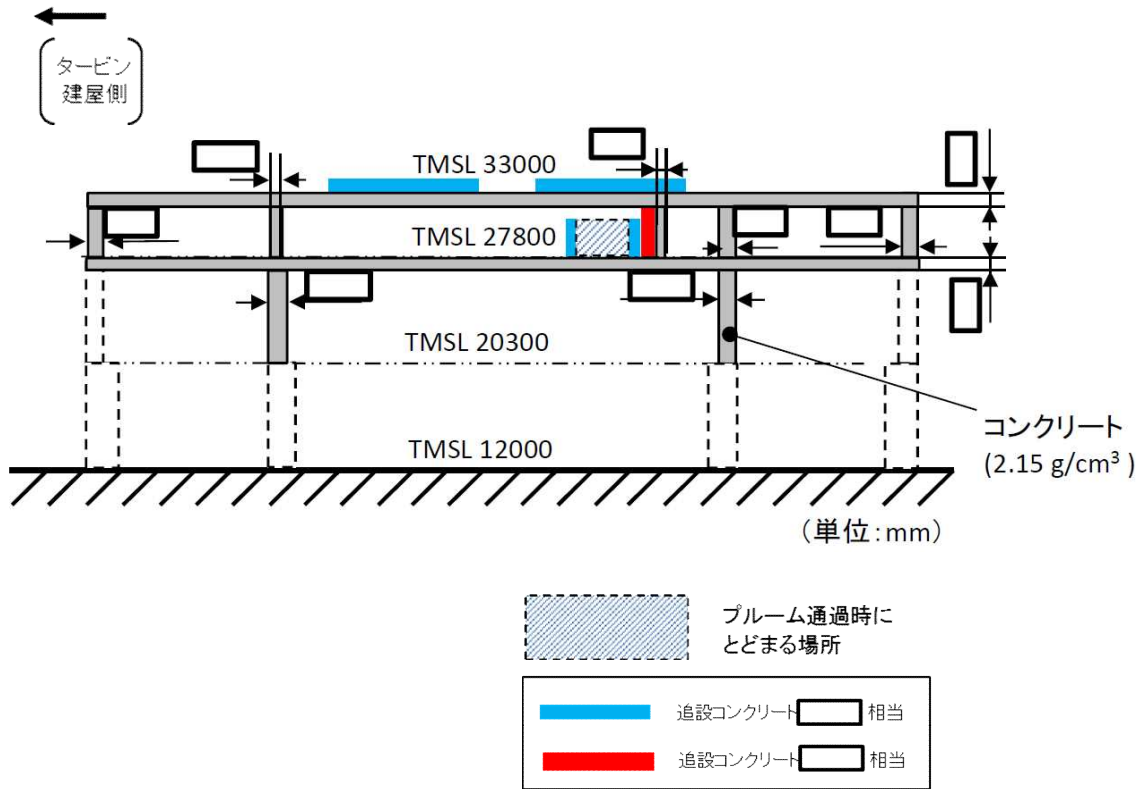 タービン
建屋側
TMSL 33000
TMSL 27800
TMSL 20300
TMSL 12000
コンクリート
(2.15 g/cm³ )
（単位:mm）
プルーム通過時に
とどまる場所
追設コンクリート 相当
追設コンクリート 相当